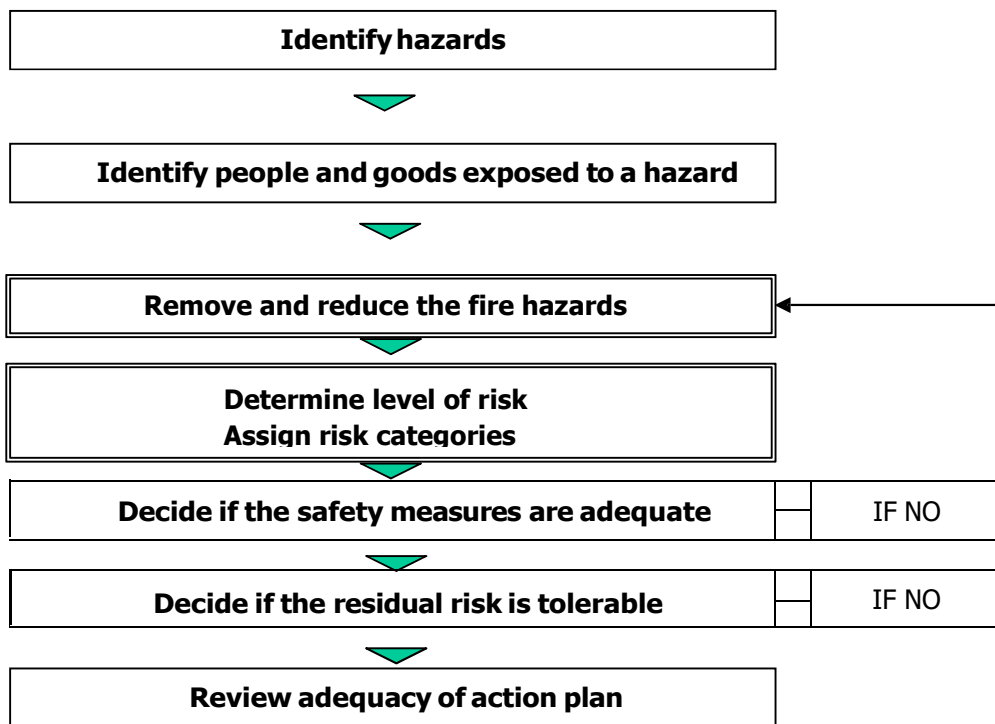 Identify hazards
Identify people and goods exposed to a hazard
Remove and reduce the fire hazards
Determine level of risk
Assign risk categories
Decide if the safety measures are adequate
IF NO
Decide if the residual risk is tolerable
IF NO
Review adequacy of action plan